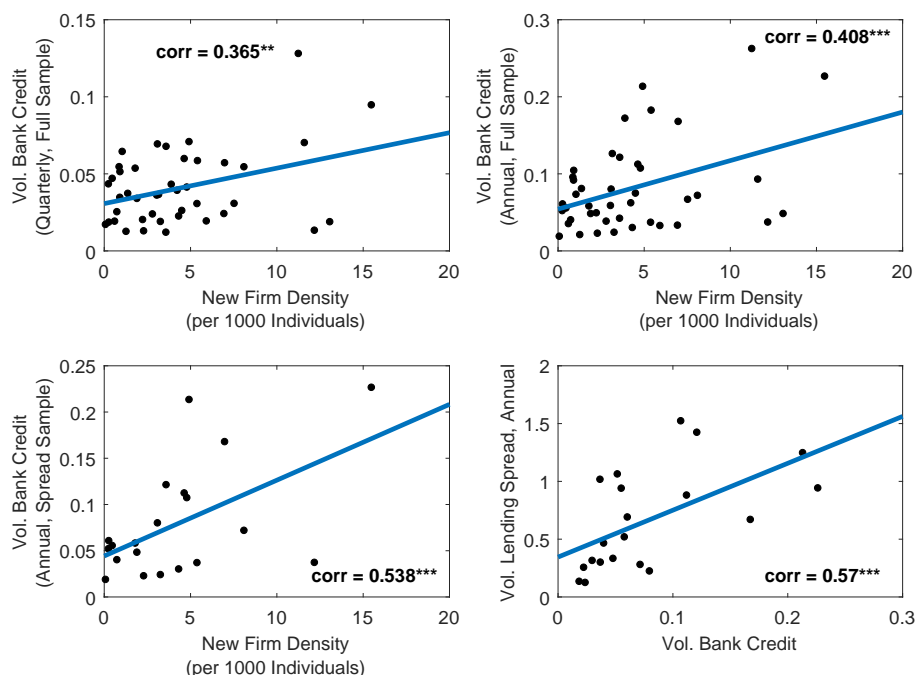 0.15
0.1
0.05
0
Vol. Bank Credit
(Quarterly, Full Sample)
corr = 0.365**
0 5 10 15 20
New Firm Density
(per 1000 Individuals)
0.3
0.2
0.1
0
Vol. Bank Credit
(Annual, Full Sample)
corr = 0.408***
0 5 10 15 20
New Firm Density
(per 1000 Individuals)
0.25
0.2
0.15
0.1
0.05
0
Vol. Bank Credit
(Annual, Spread Sample)
corr = 0.538***
0 5 10 15 20
New Firm Density
(per 1000 Individuals)
2
1.5
1
0.5
0
Vol. Lending Spread, Annual
corr = 0.57***
0 0.1 0.2 0.3
Vol. Bank Credit